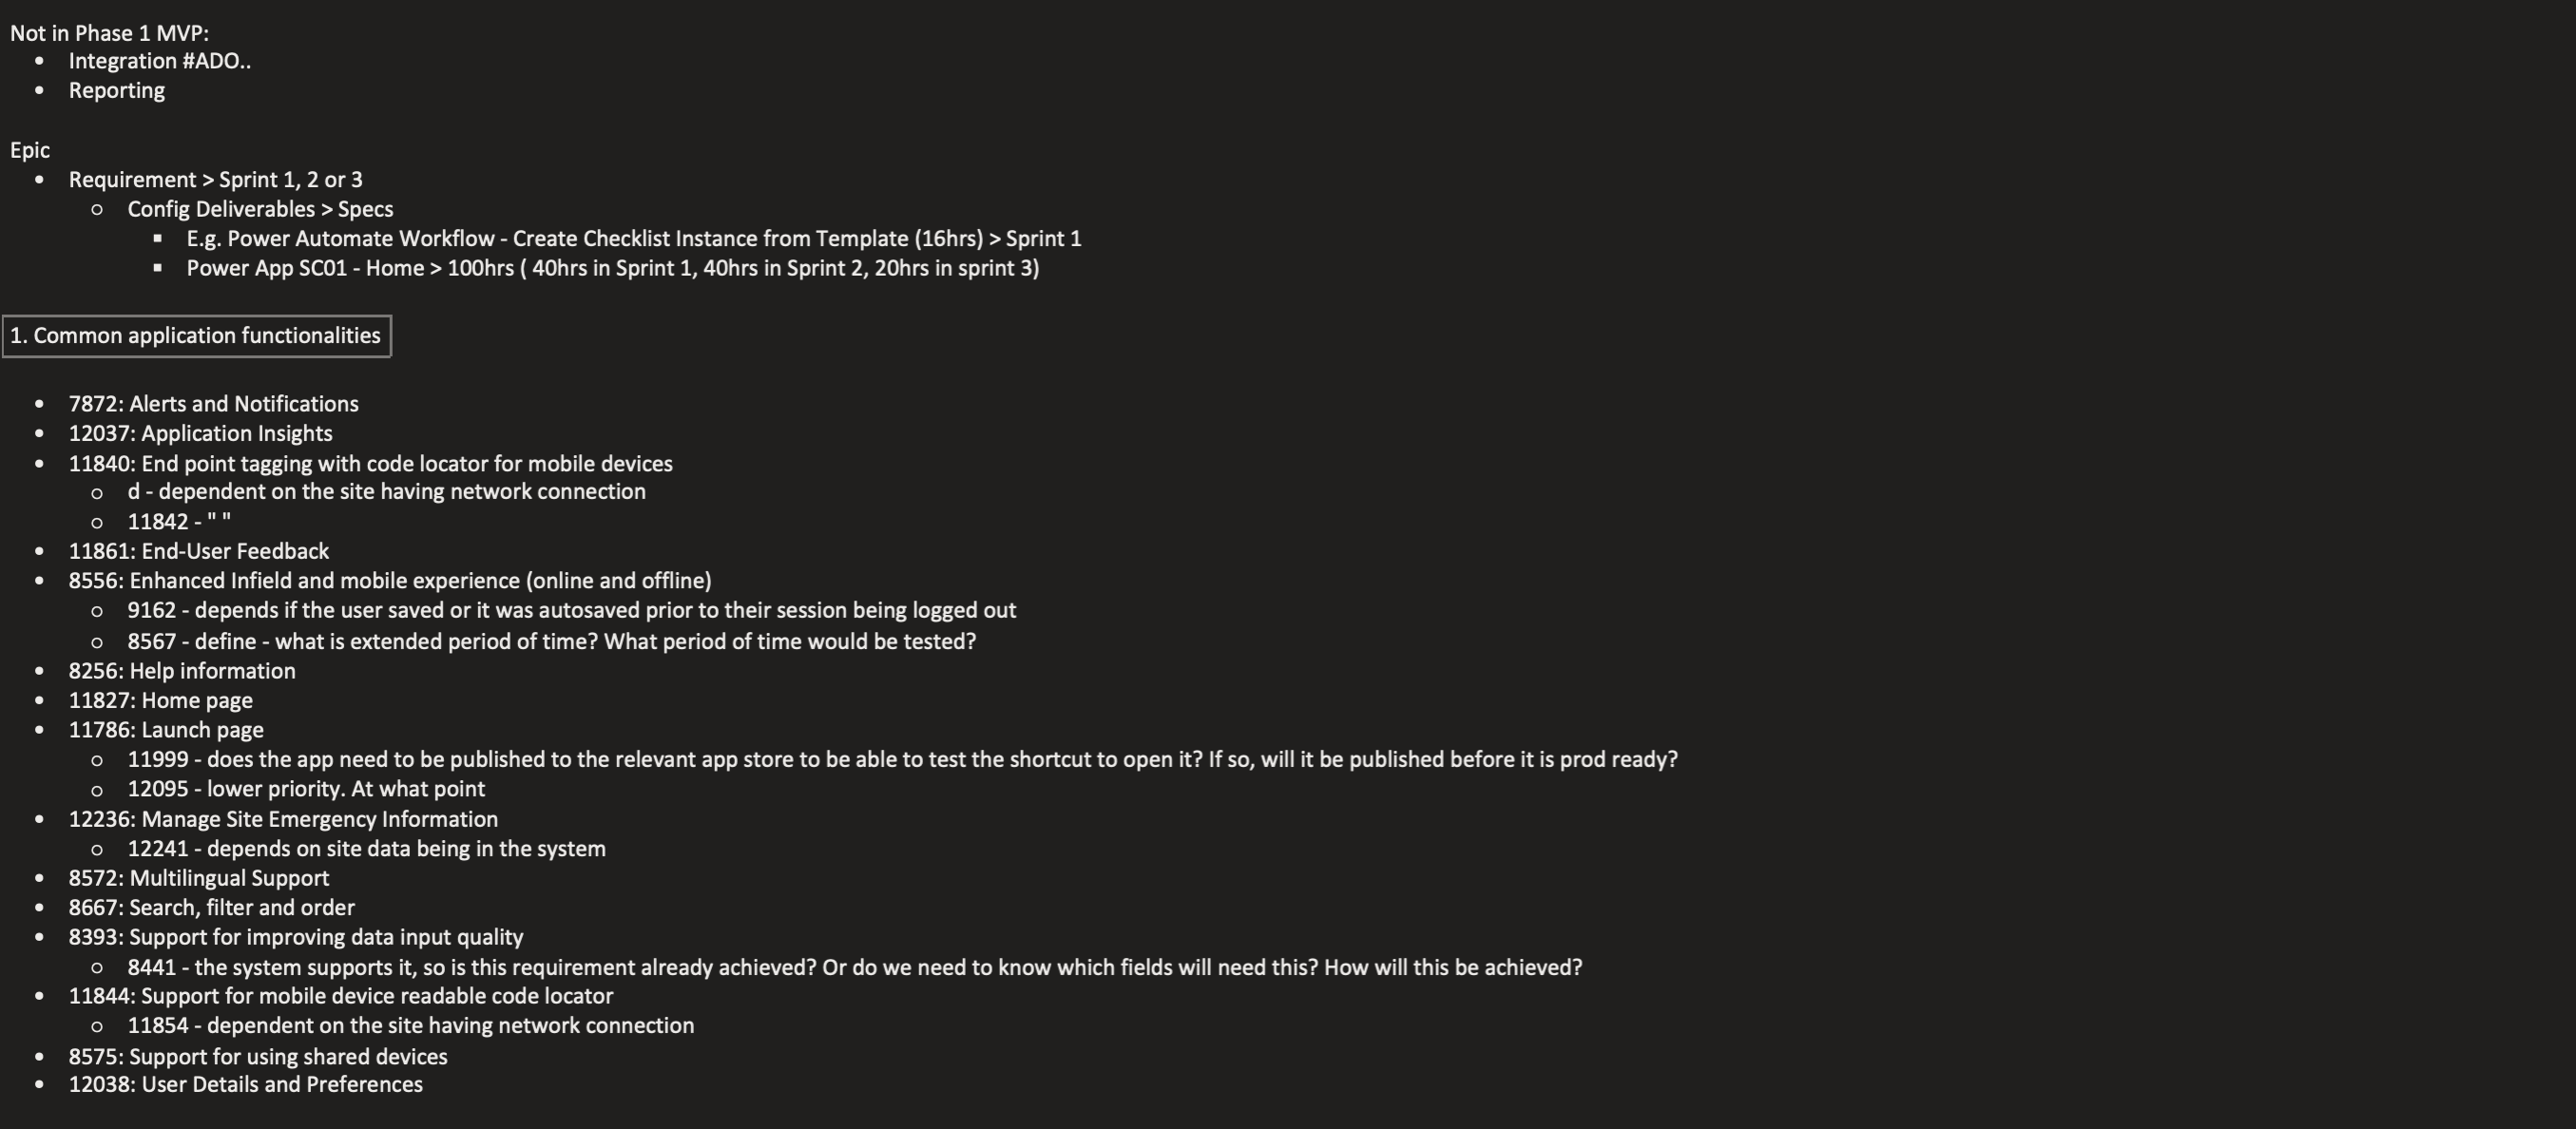 Not in Phase 1 MVP:
• Integration #ADO..
• Reporting
Epic
• Requirement > Sprint 1, 2 or 3
○ Config Deliverables > Specs
▪ E.g. Power Automate Workflow - Create Checklist Instance from Template (16hrs) > Sprint 1
▪ Power App SC01 - Home > 100hrs ( 40hrs in Sprint 1, 40hrs in Sprint 2, 20hrs in sprint 3)
1. Common application functionalities
• 7872: Alerts and Notifications
• 12037: Application Insights
• 11840: End point tagging with code locator for mobile devices
○ d - dependent on the site having network connection
○ 11842 - " "
• 11861: End-User Feedback
• 8556: Enhanced Infield and mobile experience (online and offline)
○ 9162 - depends if the user saved or it was autosaved prior to their session being logged out
○ 8567 - define - what is extended period of time? What period of time would be tested?
• 8256: Help information
• 11827: Home page
• 11786: Launch page
○ 11999 - does the app need to be published to the relevant app store to be able to test the shortcut to open it? If so, will it be published before it is prod ready?
○ 12095 - lower priority. At what point
• 12236: Manage Site Emergency Information
○ 12241 - depends on site data being in the system
• 8572: Multilingual Support
• 8667: Search, filter and order
• 8393: Support for improving data input quality
○ 8441 - the system supports it, so is this requirement already achieved? Or do we need to know which fields will need this? How will this be achieved?
• 11844: Support for mobile device readable code locator
○ 11854 - dependent on the site having network connection
• 8575: Support for using shared devices
• 12038: User Details and Preferences